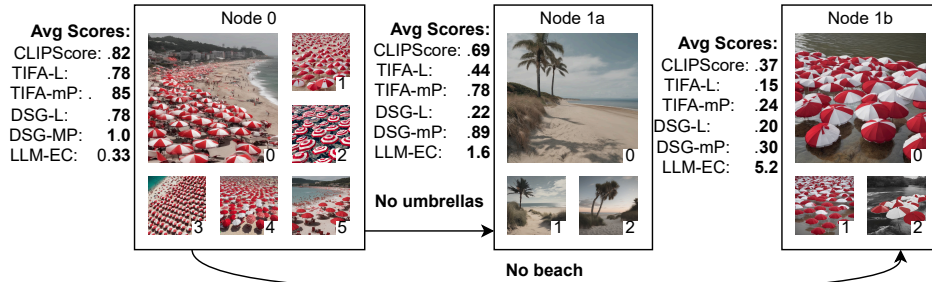 Node 0
Avg Scores:
CLIPScore: .82
TIFA-L: .78
TIFA-mP: . 85
DSG-L: .78
DSG-MP: 1.0
LLM-EC: 0.33
0
1
2
3
4
5
Avg Scores:
CLIPScore: .69
TIFA-L: .44
TIFA-mP: .78
DSG-L: .22
DSG-mP: .89
LLM-EC: 1.6
No umbrellas
Node 1a
0
1
2
No beach
Avg Scores:
CLIPScore: .37
TIFA-L: .15
TIFA-mP: .24
DSG-L: .20
DSG-mP: .30
LLM-EC: 5.2
Node 1b
0
1
2